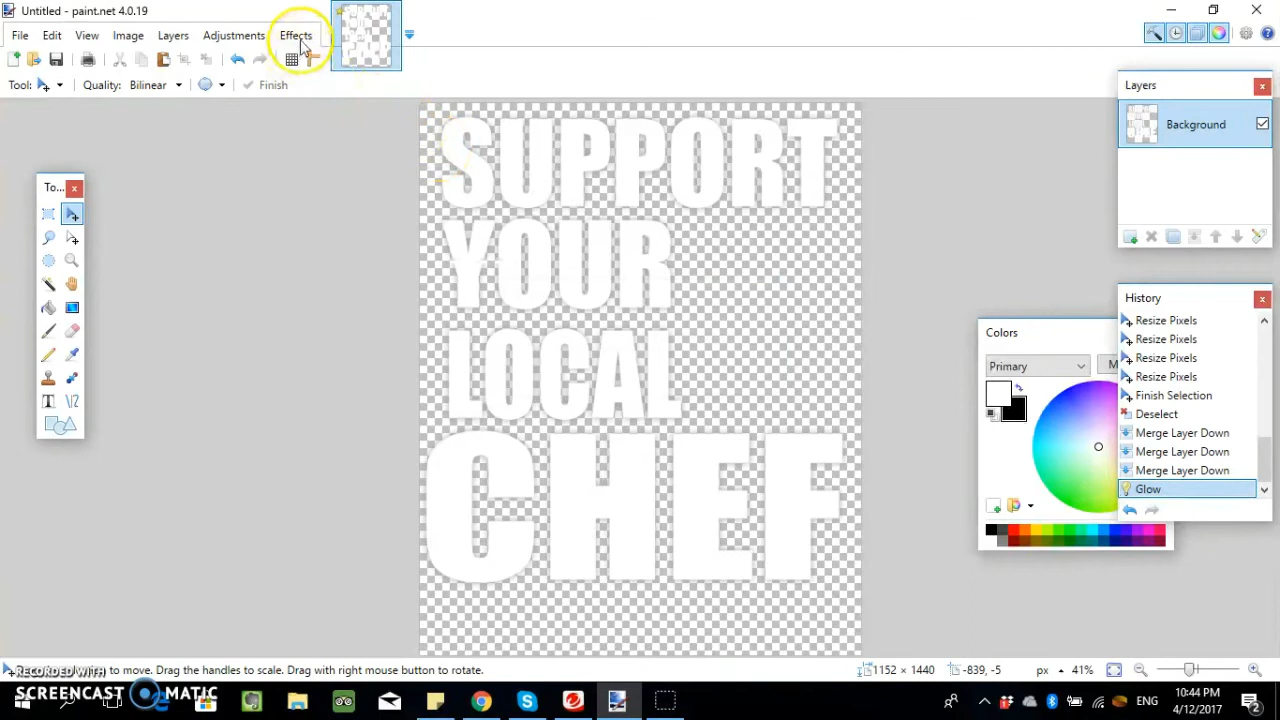 Untitled - paint.net 4.0.19
File Edit View Image Layers Adjustments Effects
Tool: Quality: Bilinear Finish
To...
SUPPORT
YOUR
LOCAL
CHEF
Layers
Background
Colors
Primary
M
History
Resize Pixels
Resize Pixels
Resize Pixels
Resize Pixels
Finish Selection
Deselect
Merge Layer Down
Merge Layer Down
Merge Layer Down
Glow
to move. Drag the handles to scale. Drag with right mouse button to rotate.
1152 × 1440 -839, -5 px 41%
RECORDED WITH
SCREENCAST MATIC
ENG
10:44 PM
4/12/2017
2